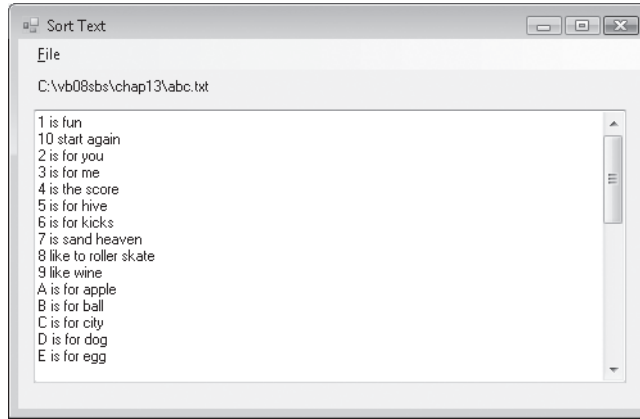 Sort Text
File
C:\vb08sbs\chap13\abc.txt
1 is fun
10 start again
2 is for you
3 is for me
4 is the score
5 is for hive
6 is for kicks
7 is sand heaven
8 like to roller skate
9 like wine
A is for apple
B is for ball
C is for city
D is for dog
E is for egg